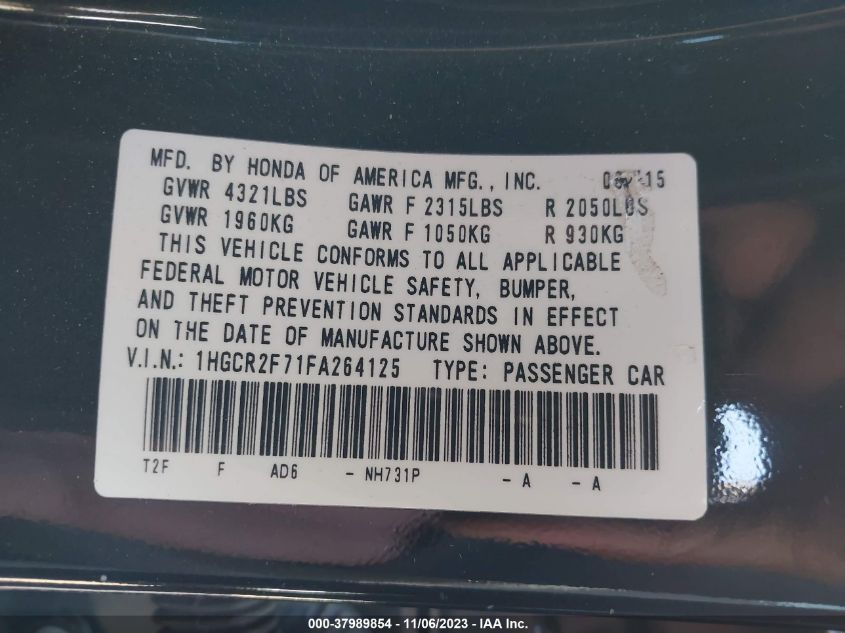 MFD. BY HONDA OF AMERICA MFG., INC. 15
GVWR 4321LBS GAWR F 2315LBS R 2050LBS
GVWR 1960KG GAWR F 1050KG R 930KG
THIS VEHICLE CONFORMS TO ALL APPLICABLE
FEDERAL MOTOR VEHICLE SAFETY, BUMPER,
AND THEFT PREVENTION STANDARDS IN EFFECT
ON THE DATE OF MANUFACTURE SHOWN ABOVE.
V.I.N.: 1HGCR2F71FA264125 TYPE: PASSENGER CAR
T2F F AD6 - NH731P - A - A
000-37989854 - 11/06/2023 - IAA Inc.